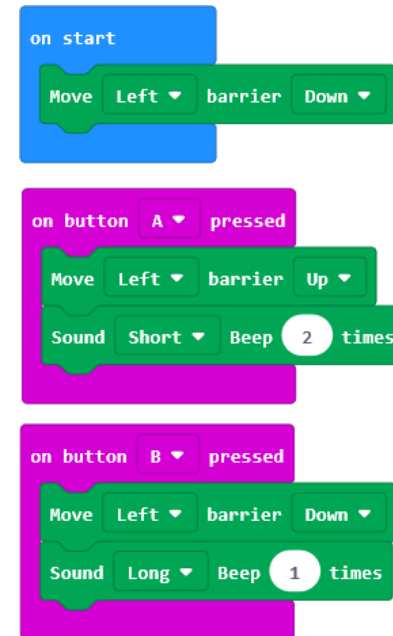 on start
Move Left barrier Down
on button A pressed
Move Left barrier Up
Sound Short Beep 2 times
on button B pressed
Move Left barrier Down
Sound Long Beep 1 times